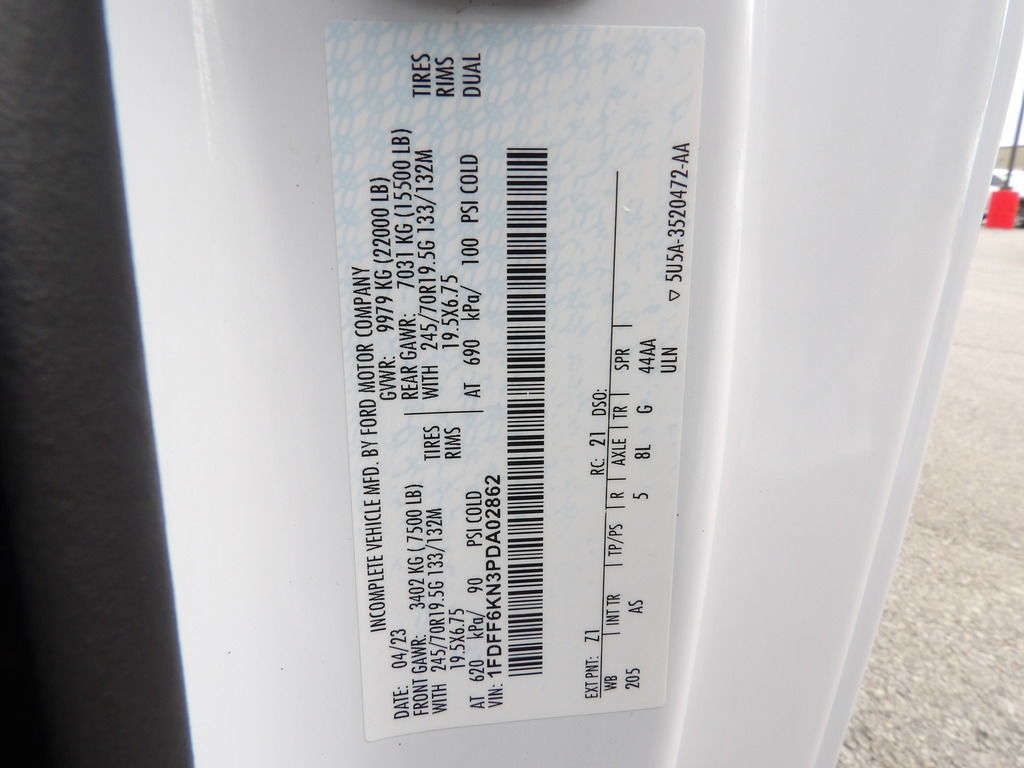 INCOMPLETE VEHICLE MFD. BY FORD MOTOR COMPANY
DATE: 04/23 GVWR: 9979 KG (22000 LB)
FRONT GAWR: 3402 KG ( 7500 LB) REAR GAWR: 7031 KG (15500 LB)
WITH 245/70R19.5G 133/132M TIRES WITH 245/70R19.5G 133/132M TIRES
19.5X6.75 RIMS 19.5X6.75 RIMS
AT 620 kPa/ 90 PSI COLD AT 690 kPa/ 100 PSI COLD DUAL
VIN: 1FDFF6KN3PDA02862
EXT PNT: Z1 RC: 21 DSO:
WB INT TR TP/PS R AXLE TR SPR
205 AS 5 8L G 44AA
ULN
▽ 5U5A-3520472-AA